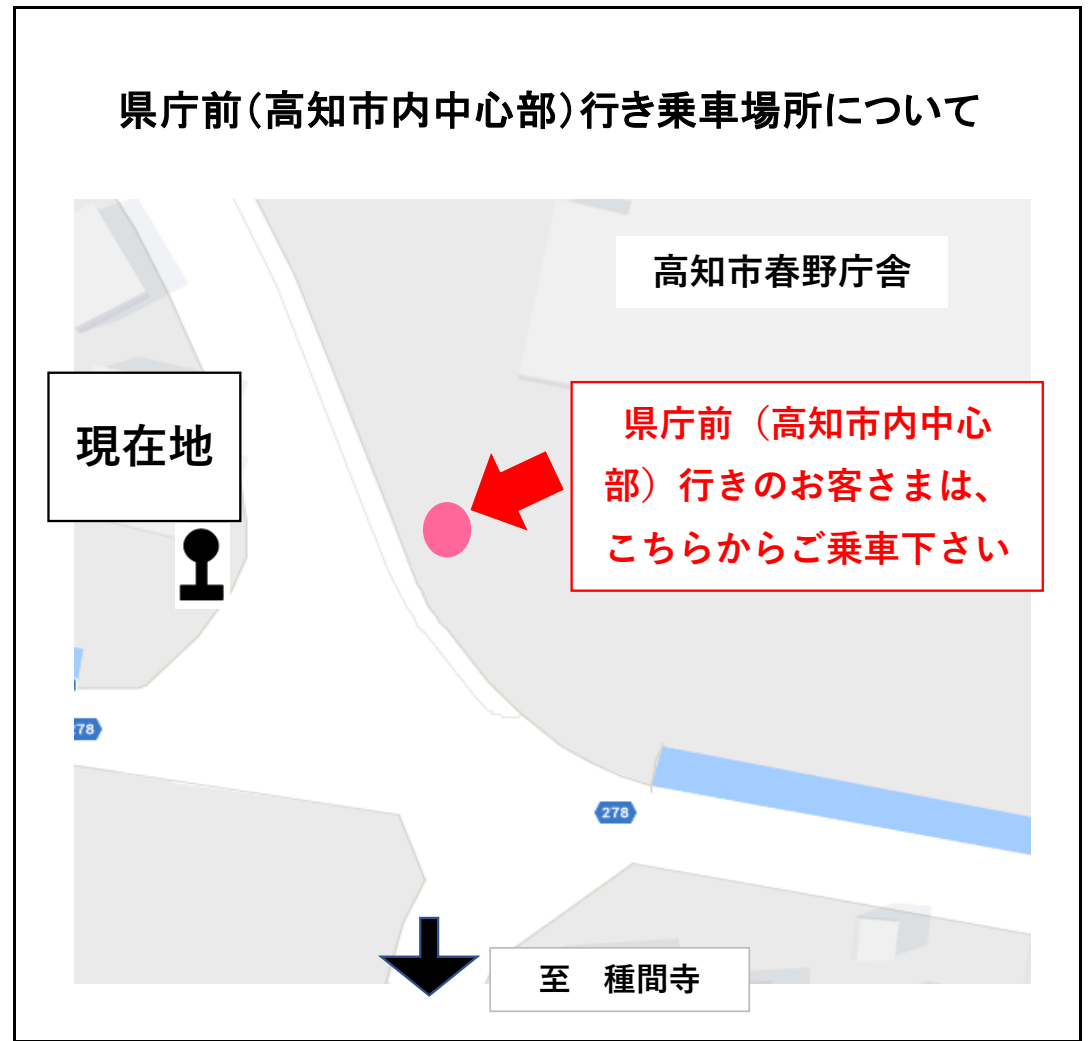 県庁前（高知市内中心部）行き乗車場所について
高知市春野庁舎
現在地
県庁前（高知市内中心
部）行きのお客さまは、
こちらからご乗車下さい
278
278
至　種間寺